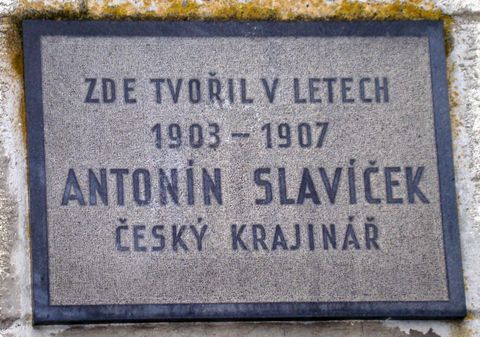 ZDE TVOŘIL V LETECH
1903 – 1907
ANTONÍN SLAVÍČEK
ČESKÝ KRAJINÁŘ